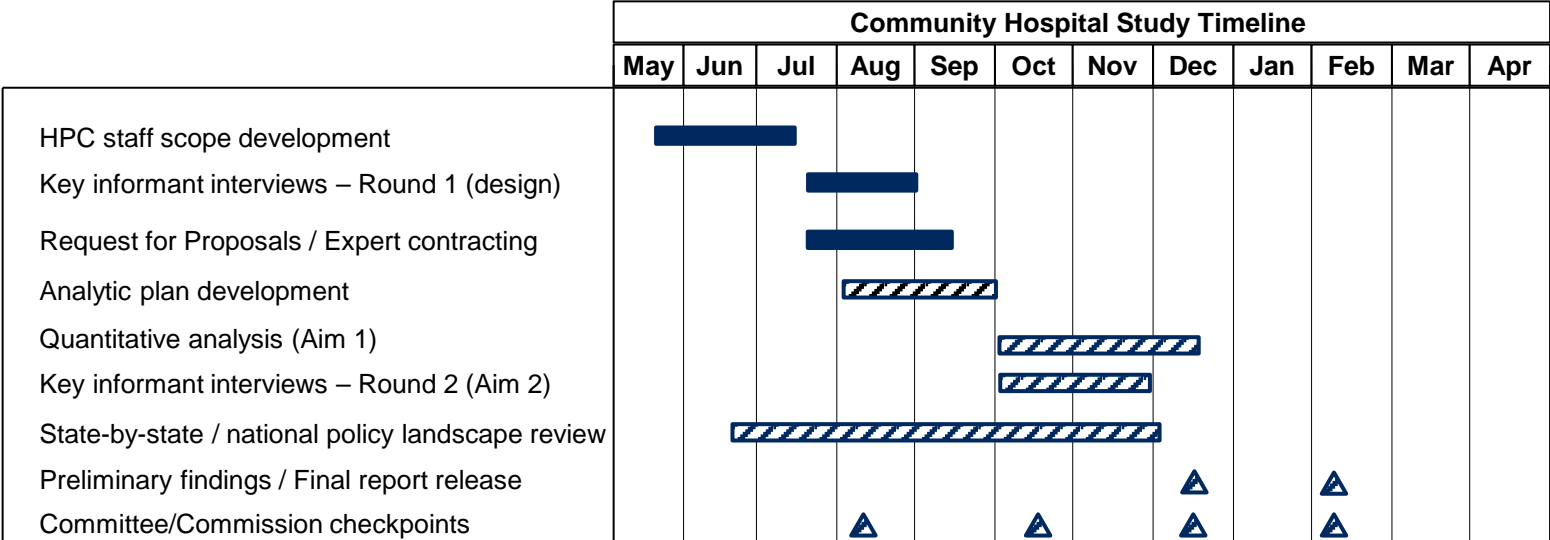 Community Hospital Study Timeline
May Jun Jul Aug Sep Oct Nov Dec Jan Feb Mar Apr
HPC staff scope development
Key informant interviews – Round 1 (design)
Request for Proposals / Expert contracting
Analytic plan development
Quantitative analysis (Aim 1)
Key informant interviews – Round 2 (Aim 2)
State-by-state / national policy landscape review
Preliminary findings / Final report release
Committee/Commission checkpoints